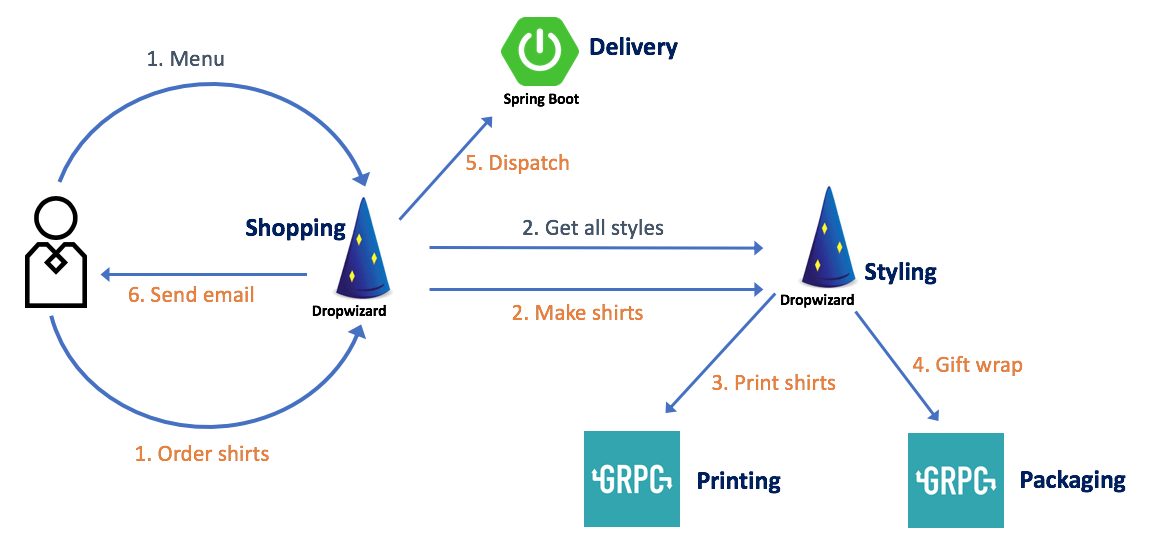 1. Menu
Delivery
Spring Boot
5. Dispatch
Shopping
2. Get all styles
Styling
6. Send email
Dropwizard
Dropwizard
2. Make shirts
3. Print shirts
4. Gift wrap
1. Order shirts
GRPC
Printing
GRPC
Packaging